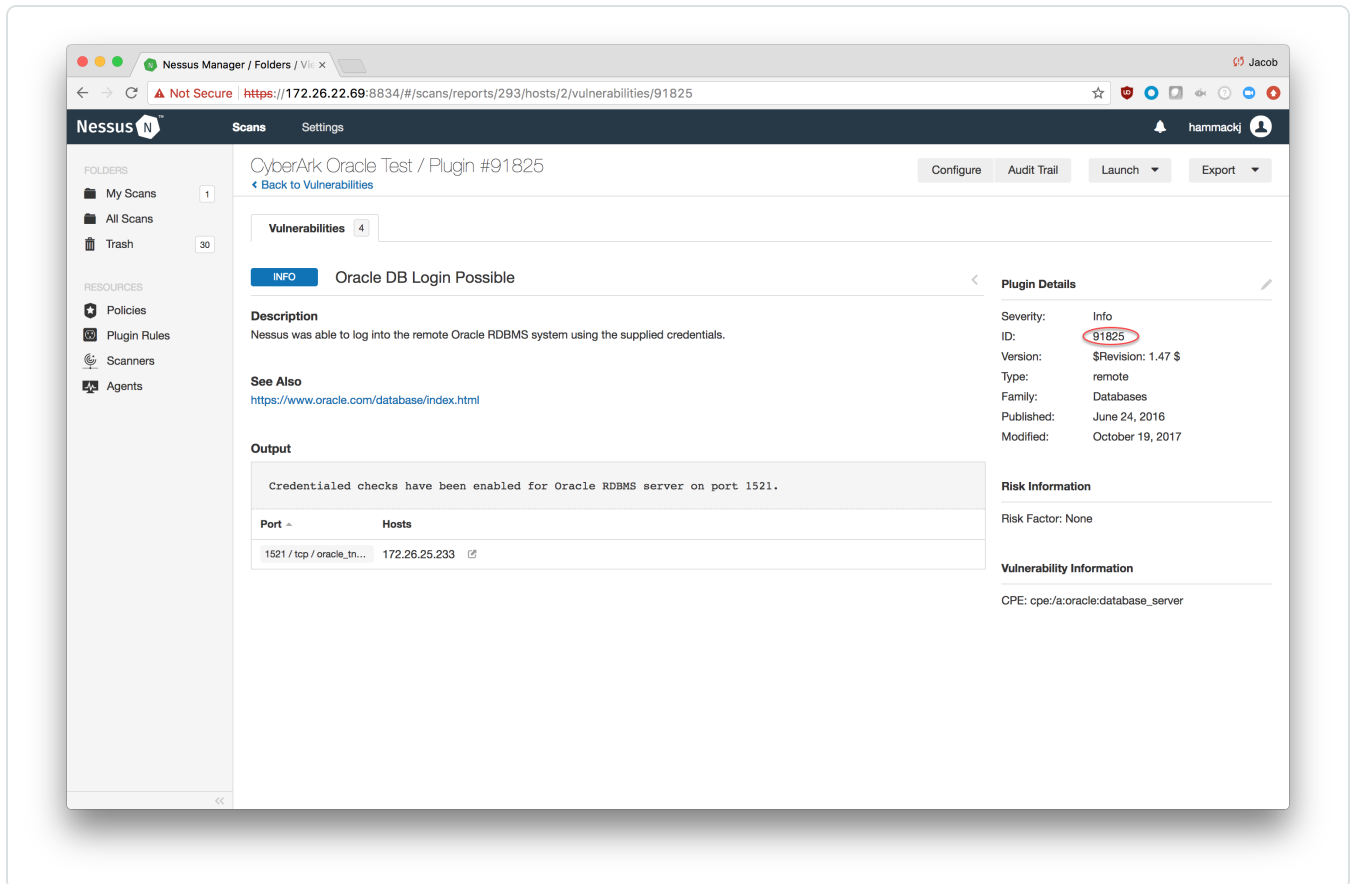 Nessus Manager / Folders / Vie
Jacob
Not Secure https://172.26.22.69:8834/#/scans/reports/293/hosts/2/vulnerabilities/91825
Nessus N™ Scans Settings hammackj
FOLDERS
My Scans 1
All Scans
Trash 30
RESOURCES
Policies
Plugin Rules
Scanners
Agents
CyberArk Oracle Test / Plugin #91825
Back to Vulnerabilities
Configure Audit Trail Launch Export
Vulnerabilities 4
INFO Oracle DB Login Possible
Description
Nessus was able to log into the remote Oracle RDBMS system using the supplied credentials.
See Also
https://www.oracle.com/database/index.html
Output
Credentialed checks have been enabled for Oracle RDBMS server on port 1521.
Port Hosts
1521 / tcp / oracle_tn... 172.26.25.233
Plugin Details
Severity: Info
ID: 91825
Version: $Revision: 1.47 $
Type: remote
Family: Databases
Published: June 24, 2016
Modified: October 19, 2017
Risk Information
Risk Factor: None
Vulnerability Information
CPE: cpe:/a:oracle:database_server